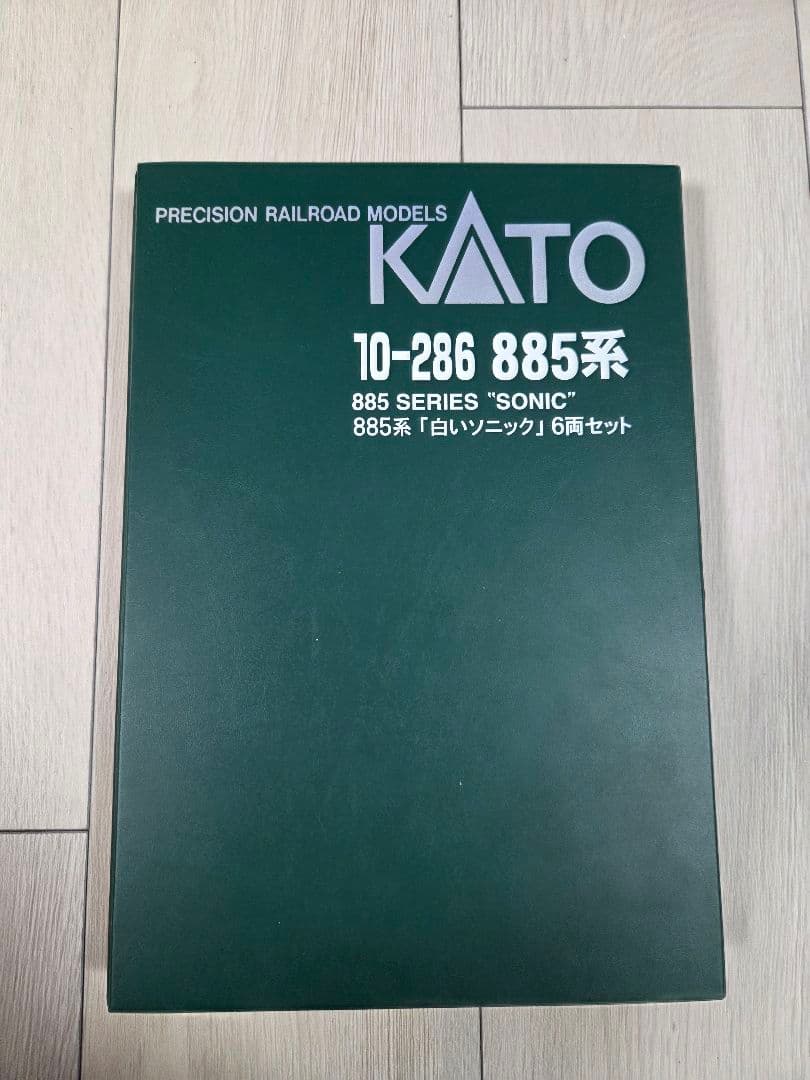 PRECISION RAILROAD MODELS
KATO
10-286 885系
885 SERIES "SONIC"
885系「白いソニック」6両セット